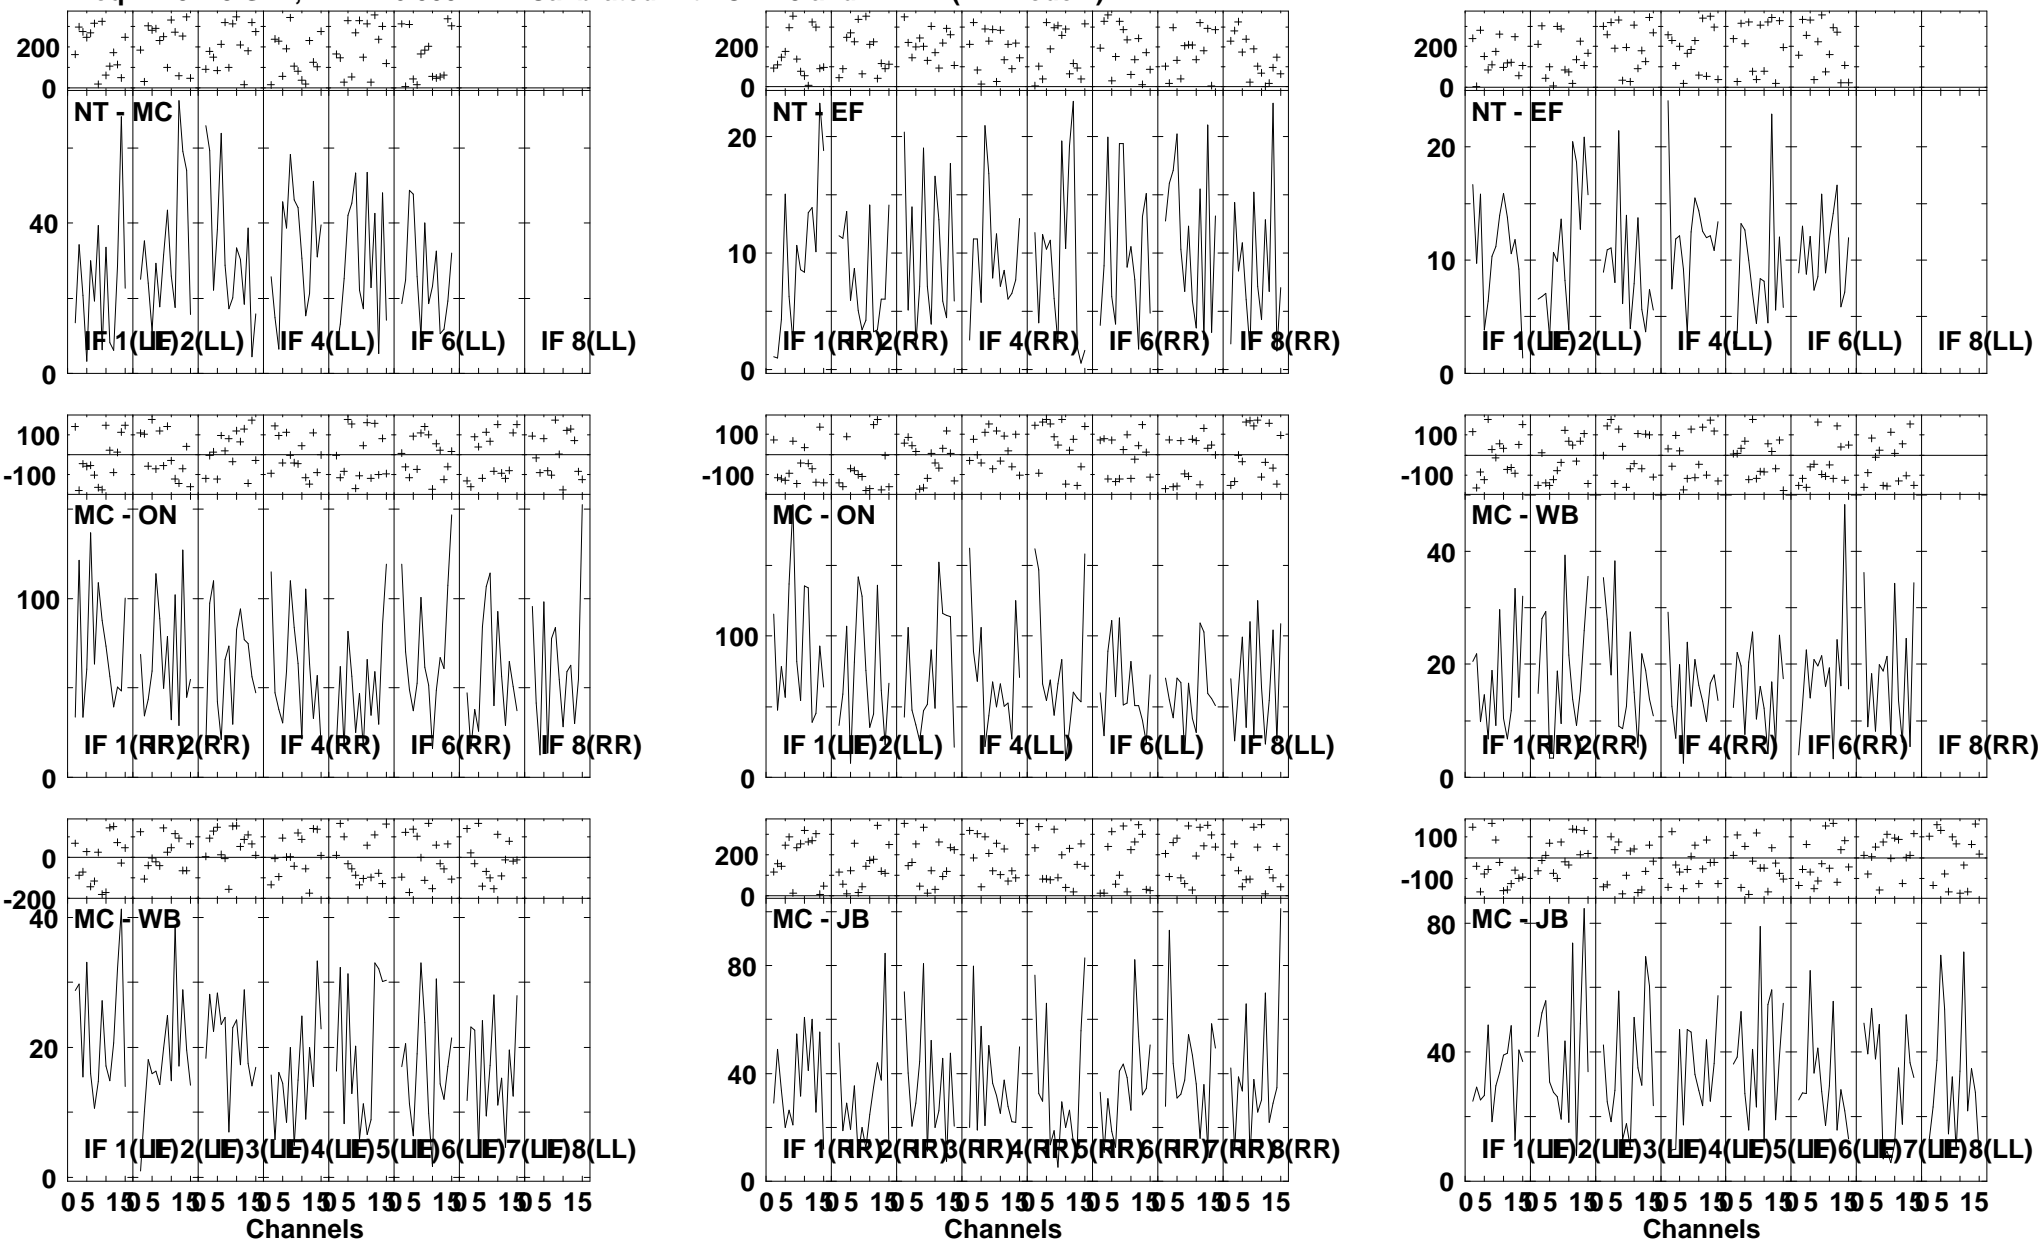 200
0
NT - MC
40
0
IF 1(LL) IF 2(LL) IF 4(LL) IF 6(LL) IF 8(LL)
200
0
NT - EF
20
10
0
IF 1(RR) IF 2(RR) IF 4(RR) IF 6(RR) IF 8(RR)
200
0
NT - EF
20
10
0
IF 1(LL) IF 2(LL) IF 4(LL) IF 6(LL) IF 8(LL)
100
-100
MC - ON
100
0
IF 1(RR) IF 2(RR) IF 4(RR) IF 6(RR) IF 8(RR)
MC - ON
100
-100
100
0
IF 1(LL) IF 2(LL) IF 4(LL) IF 6(LL) IF 8(LL)
100
-100
MC - WB
40
20
0
IF 1(RR) IF 2(RR) IF 4(RR) IF 6(RR) IF 8(RR)
0
-200
MC - WB
40
20
0
IF 1(LL) IF 2(LL) IF 3(LL) IF 4(LL) IF 5(LL) IF 6(LL) IF 7(LL) IF 8(LL)
0 5 15 0 5 15 0 5 15 0 5 15 0 5 15 0 5 15 0 5 15 0 5 15
Channels
200
0
MC - JB
80
40
0
IF 1(RR) IF 2(RR) IF 3(RR) IF 4(RR) IF 5(RR) IF 6(RR) IF 7(RR) IF 8(RR)
0 5 15 0 5 15 0 5 15 0 5 15 0 5 15 0 5 15 0 5 15 0 5 15
Channels
100
-100
MC - JB
80
40
0
IF 1(LL) IF 2(LL) IF 3(LL) IF 4(LL) IF 5(LL) IF 6(LL) IF 7(LL) IF 8(LL)
0 5 15 0 5 15 0 5 15 0 5 15 0 5 15 0 5 15 0 5 15 0 5 15
Channels